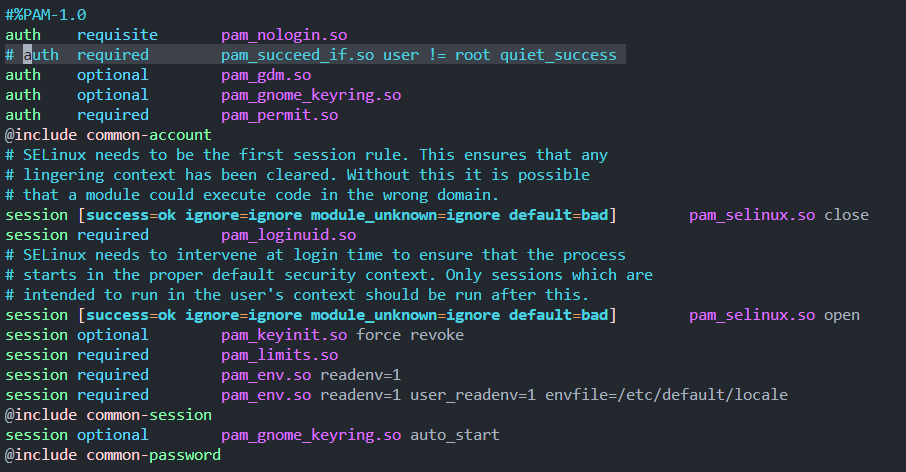 #%PAM-1.0
auth    requisite       pam_nologin.so
# auth  required        pam_succeed_if.so user != root quiet_success
auth    optional        pam_gdm.so
auth    optional        pam_gnome_keyring.so
auth    required        pam_permit.so
@include common-account
# SELinux needs to be the first session rule. This ensures that any
# lingering context has been cleared. Without this it is possible
# that a module could execute code in the wrong domain.
session [success=ok ignore=ignore module_unknown=ignore default=bad]        pam_selinux.so close
session required        pam_loginuid.so
# SELinux needs to intervene at login time to ensure that the process
# starts in the proper default security context. Only sessions which are
# intended to run in the user's context should be run after this.
session [success=ok ignore=ignore module_unknown=ignore default=bad]        pam_selinux.so open
session optional        pam_keyinit.so force revoke
session required        pam_limits.so
session required        pam_env.so readenv=1
session required        pam_env.so readenv=1 user_readenv=1 envfile=/etc/default/locale
@include common-session
session optional        pam_gnome_keyring.so auto_start
@include common-password